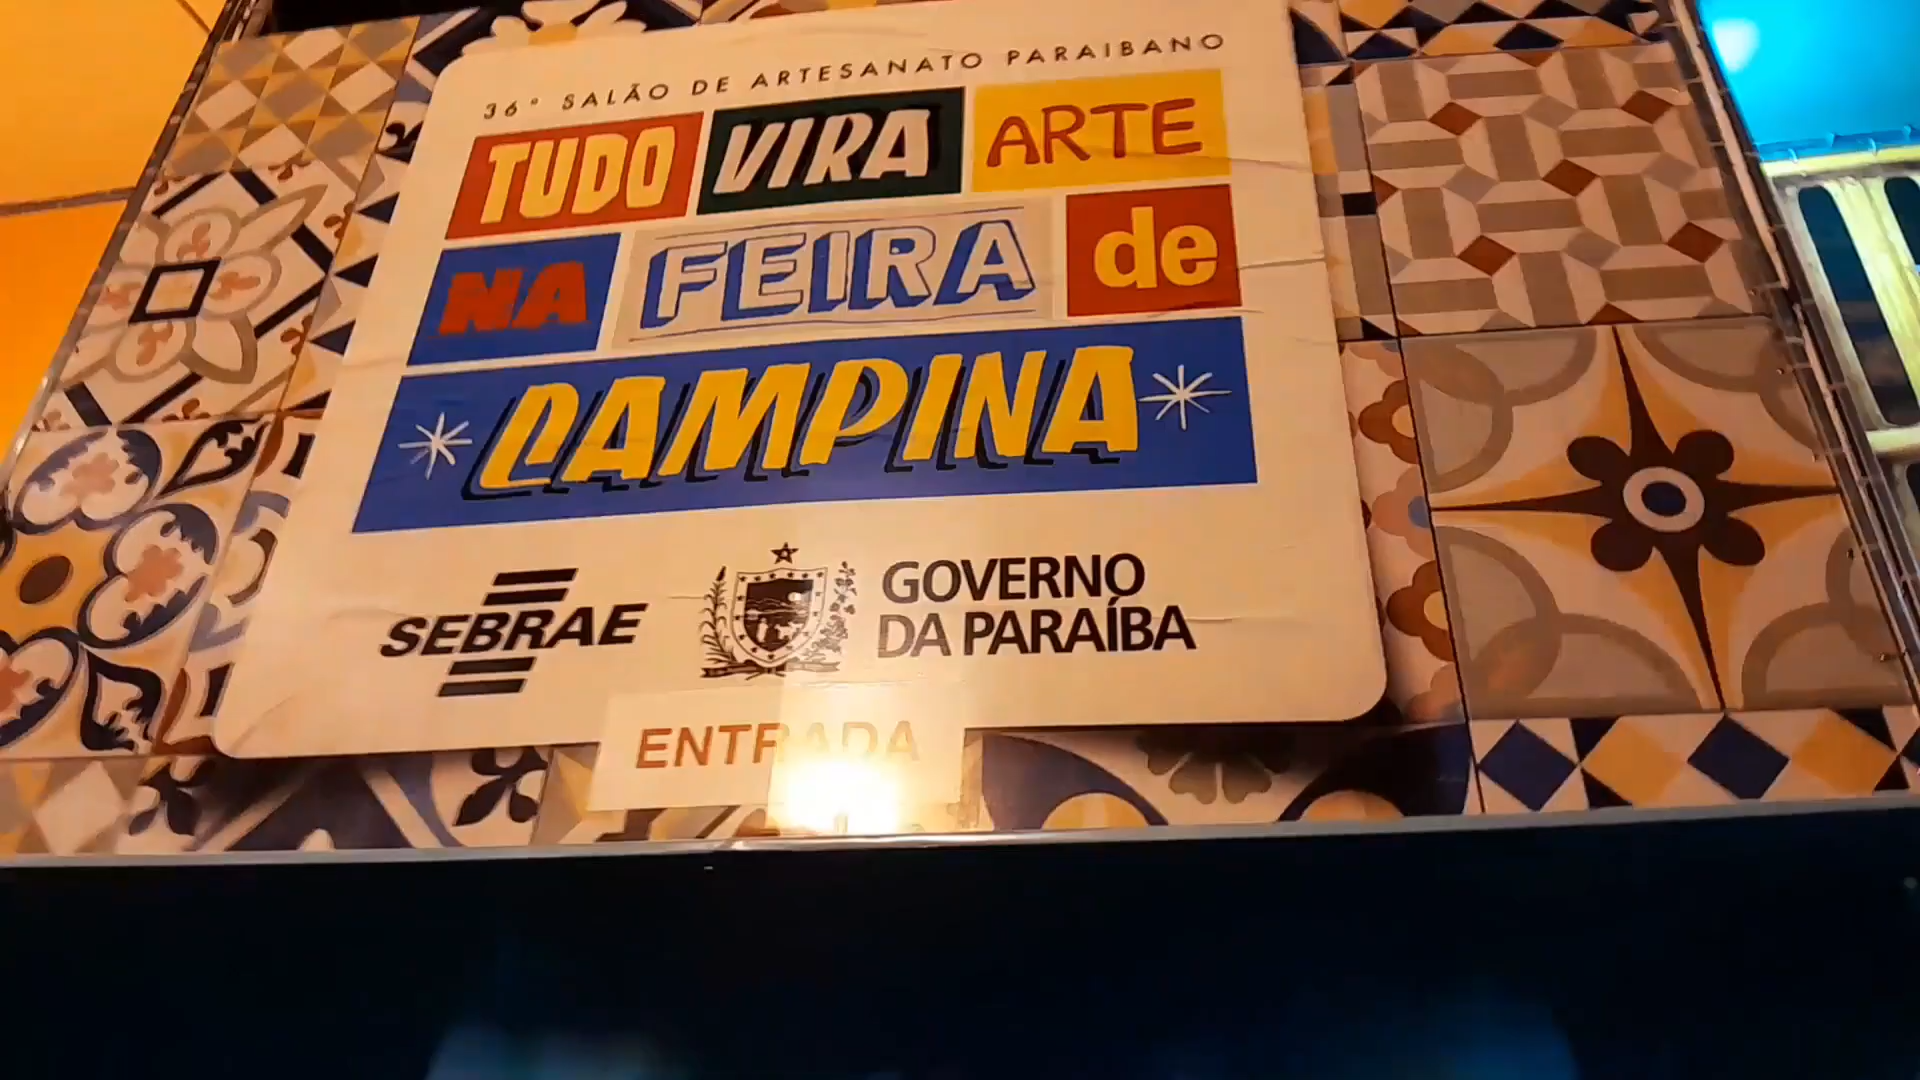 36º SALÃO DE ARTESANATO PARAIBANO
TUDO VIRA ARTE
NA FEIRA de
CAMPINA
SEBRAE
GOVERNO
DA PARAÍBA
ENTRADA